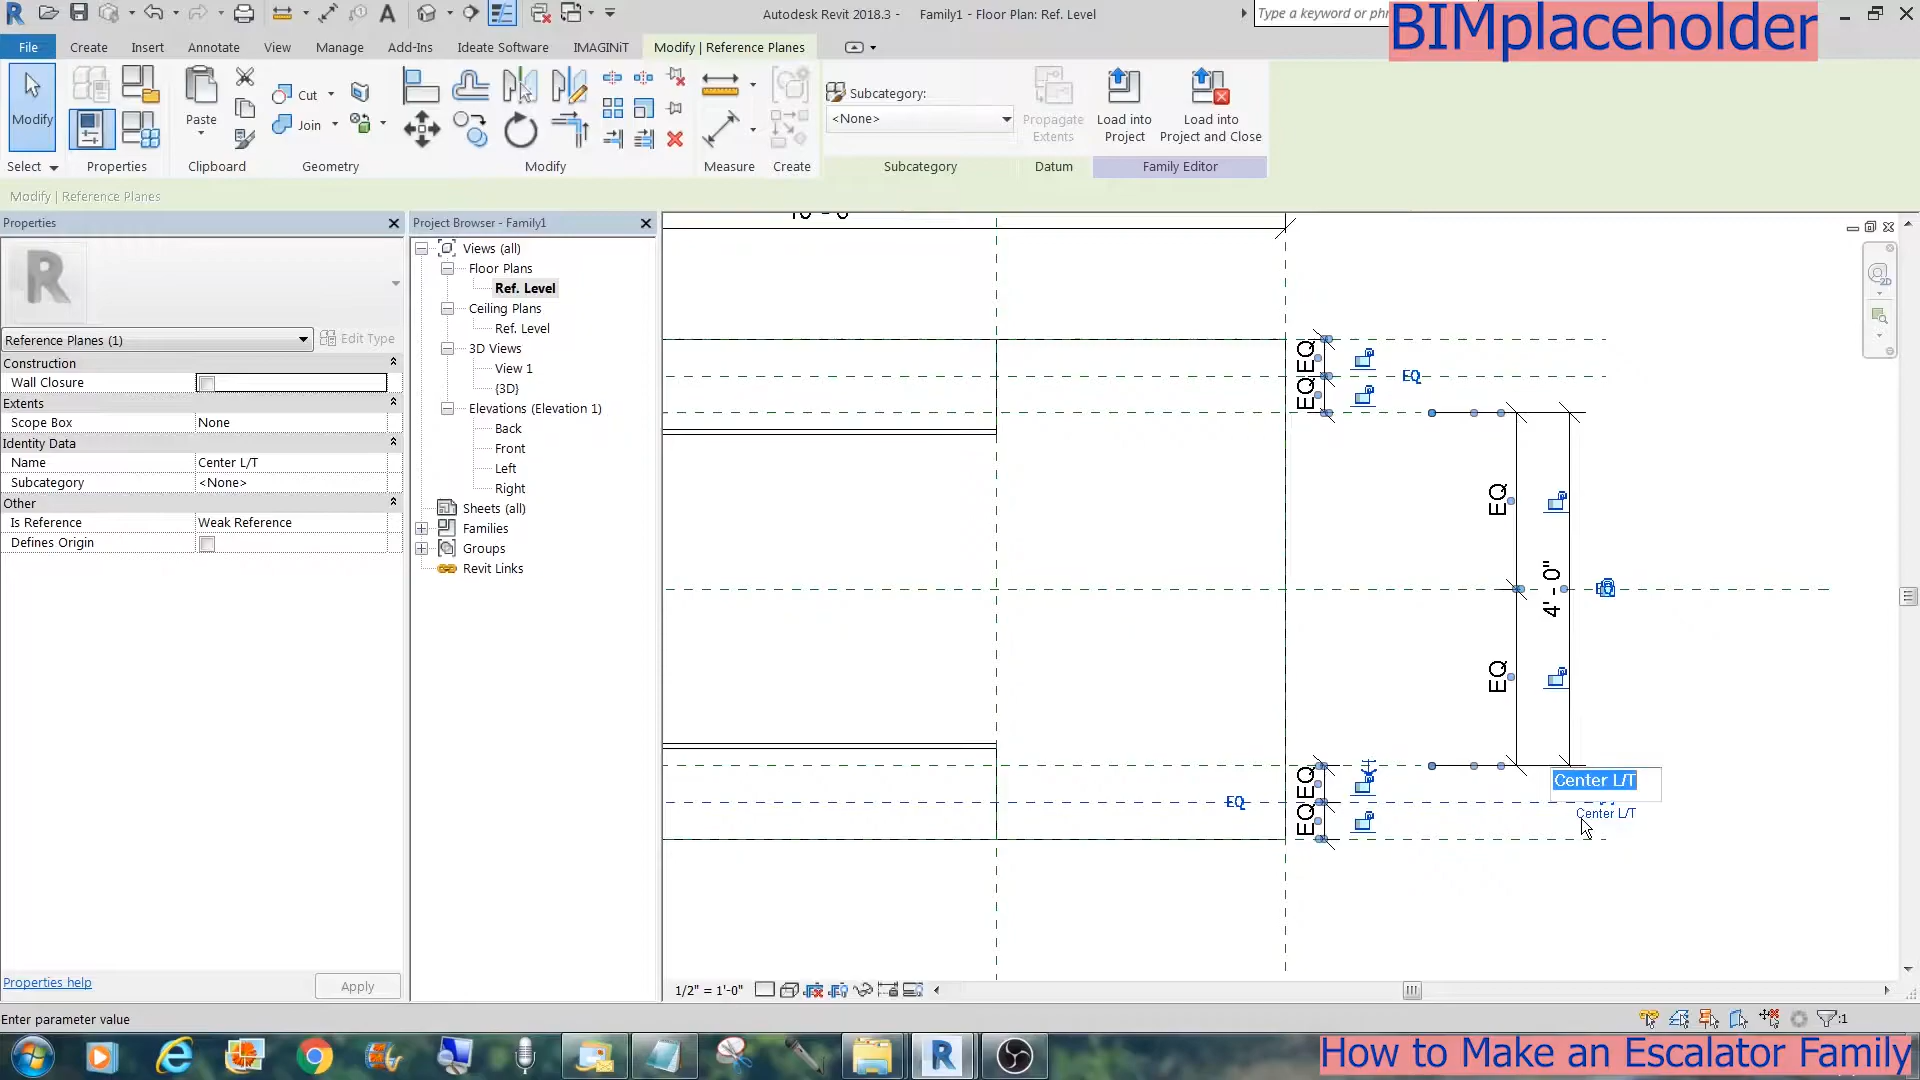 Autodesk Revit 2018.3 -    Family1 - Floor Plan: Ref. Level
Type a keyword or phr
BIMplaceholder
File
Create
Insert
Annotate
View
Manage
Add-Ins
Ideate Software
IMAGINiT
Modify | Reference Planes
Modify
Select
Properties
Paste
Clipboard
Cut
Join
Geometry
Modify
Measure
Create
Subcategory:
<None>
Subcategory
Propagate
Extents
Datum
Load into
Project
Load into
Project and Close
Family Editor
Modify | Reference Planes
Properties
Reference Planes (1)
Edit Type
Construction
Wall Closure
Extents
Scope Box None
Identity Data
Name Center L/T
Subcategory <None>
Other
Is Reference Weak Reference
Defines Origin
Properties help
Apply
Project Browser - Family1
Views (all)
Floor Plans
Ref. Level
Ceiling Plans
Ref. Level
3D Views
View 1
{3D}
Elevations (Elevation 1)
Back
Front
Left
Right
Sheets (all)
Families
Groups
Revit Links
EQ
EQ
EQ
EQ
4' - 0"
EQ
EQ
EQ
EQ
EQ
Center L/T
Center L/T
2D
1/2" = 1'-0"
Enter parameter value
:1
How to Make an Escalator Family